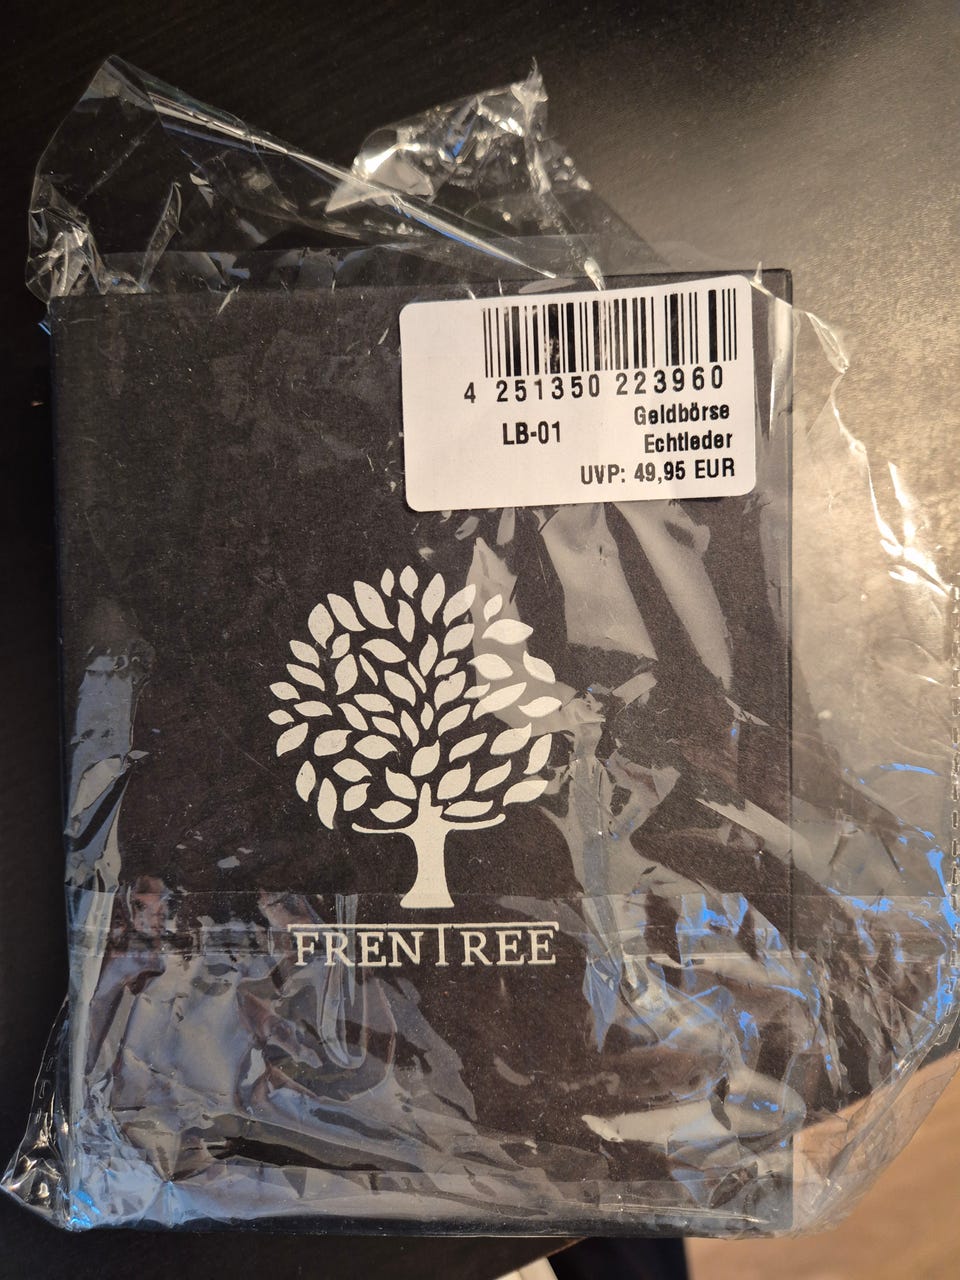 4 251350 223960
Geldbörse
LB-01
Echtleder
UVP: 49,95 EUR
FRENTREE